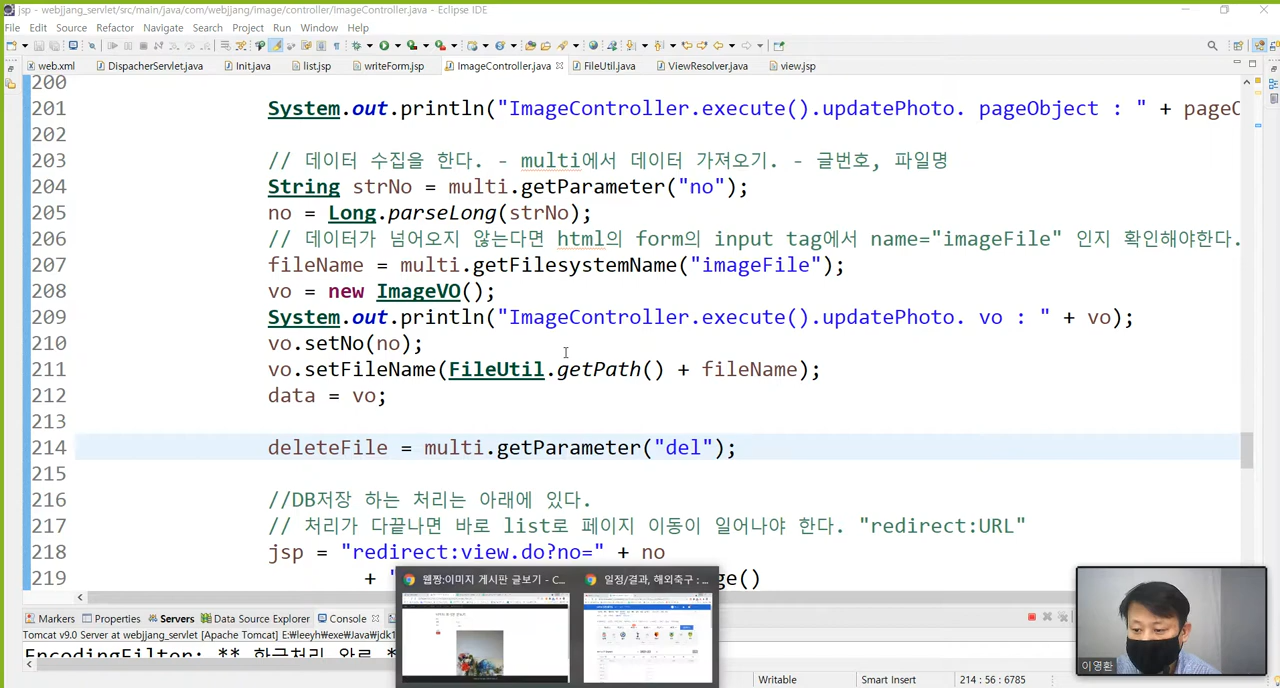 jsp - webjjang_servlet/src/main/java/com/webjjang/image/controller/ImageController.java - Eclipse IDE
File Edit Source Refactor Navigate Search Project Run Window Help
web.xml DispacherServlet.java Init.java list.jsp writeForm.jsp ImageController.java FileUtil.java ViewResolver.java view.jsp
200
201 System.out.println("ImageController.execute().updatePhoto. pageObject : " + page
202
203 // 데이터 수집을 한다. - multi에서 데이터 가져오기. - 글번호, 파일명
204 String strNo = multi.getParameter("no");
205 no = Long.parseLong(strNo);
206 // 데이터가 넘어오지 않는다면 html의 form의 input tag에서 name="imageFile" 인지 확인해야한다.
207 fileName = multi.getFilesystemName("imageFile");
208 vo = new ImageVO();
209 System.out.println("ImageController.execute().updatePhoto. vo : " + vo);
210 vo.setNo(no);
211 vo.setFileName(FileUtil.getPath() + fileName);
212 data = vo;
213
214 deleteFile = multi.getParameter("del");
215
216 //DB저장 하는 처리는 아래에 있다.
217 // 처리가 다끝나면 바로 list로 페이지 이동이 일어나야 한다. "redirect:URL"
218 jsp = "redirect:view.do?no=" + no
219 + " ge()
웹짱;이미지 게시판 글보기 - C... 일정/결과, 해외축구 : ...
Markers Properties Servers Data Source Explorer Console
Tomcat v9.0 Server at webjjang_servlet [Apache Tomcat] E:\leeyh\exe\Java\jdk1
EncodingFilter: ** 한글처리 완료 *
이영환
Writable Smart Insert 214 : 56 : 6785